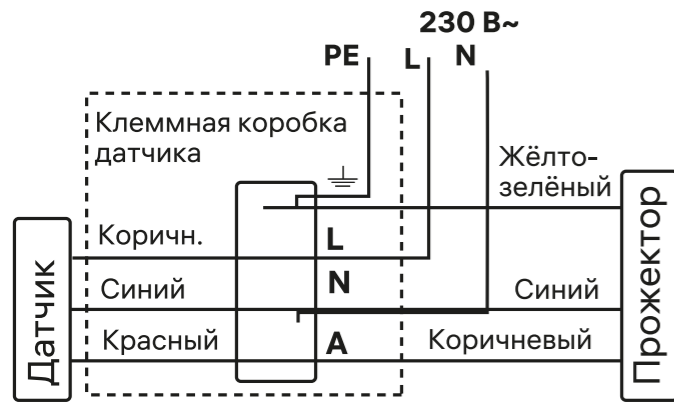 230 В~
PE L N
Клеммная коробка
датчика
Жёлто-
зелёный
Коричн.
L
Синий
N
Синий
Красный
A
Коричневый
Датчик
Прожектор